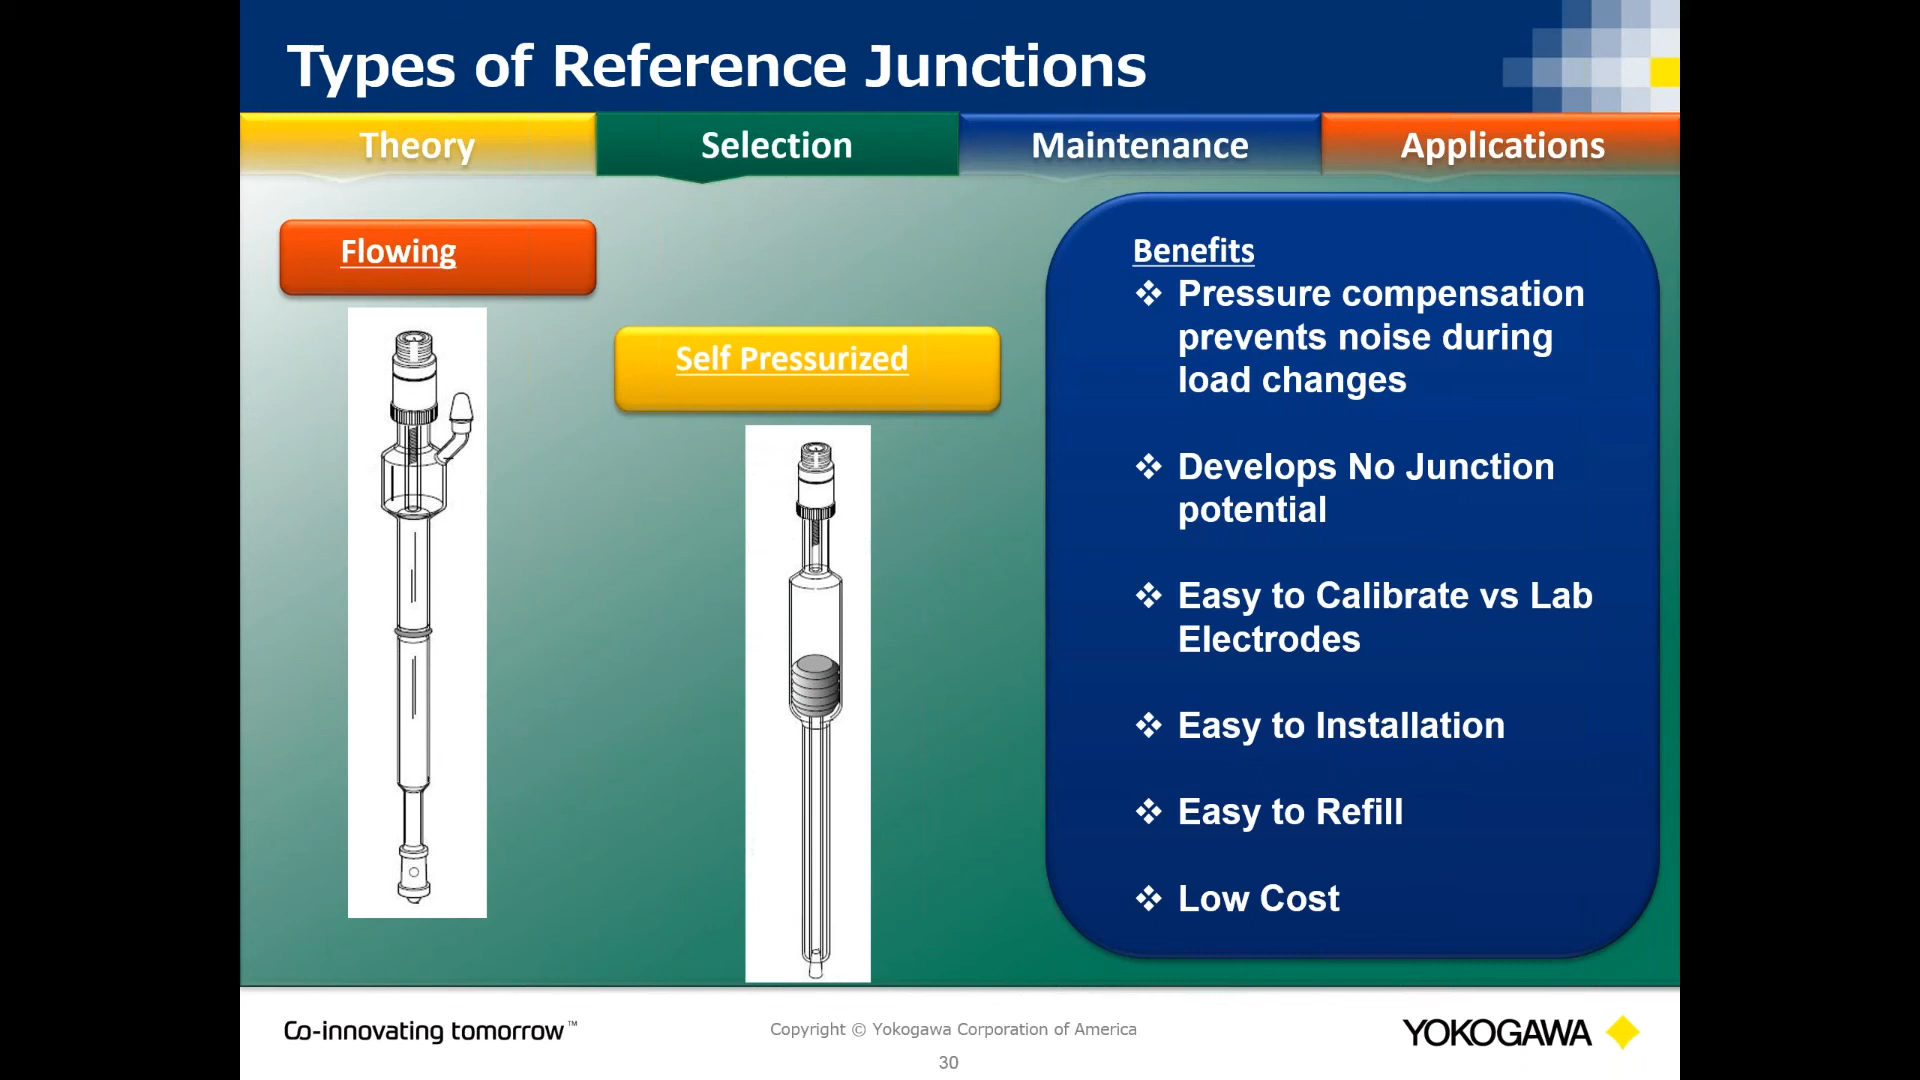 Types of Reference Junctions
Theory
Selection
Maintenance
Applications
Flowing
Self Pressurized
Benefits
❖ Pressure compensation
prevents noise during
load changes
❖ Develops No Junction
potential
❖ Easy to Calibrate vs Lab
Electrodes
❖ Easy to Installation
❖ Easy to Refill
❖ Low Cost
Co-innovating tomorrow™
Copyright © Yokogawa Corporation of America
30
YOKOGAWA